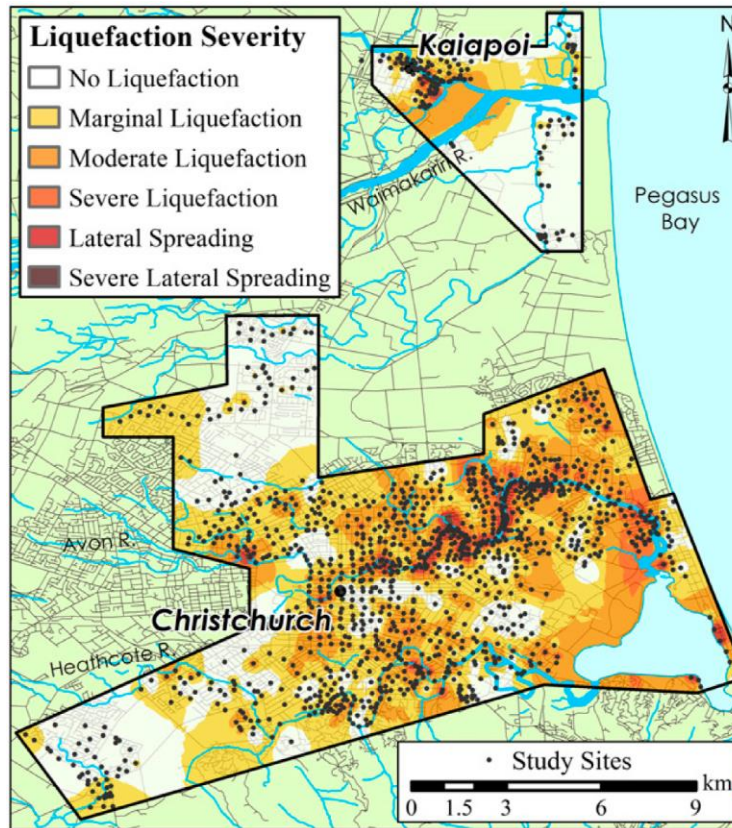 Liquefaction Severity
No Liquefaction
Marginal Liquefaction
Moderate Liquefaction
Severe Liquefaction
Lateral Spreading
Severe Lateral Spreading
Kaiapoi
N
Waimakariri R.
Pegasus
Bay
Avon R.
Christchurch
Heathcote R.
Study Sites
km
0 1.5 3 6 9